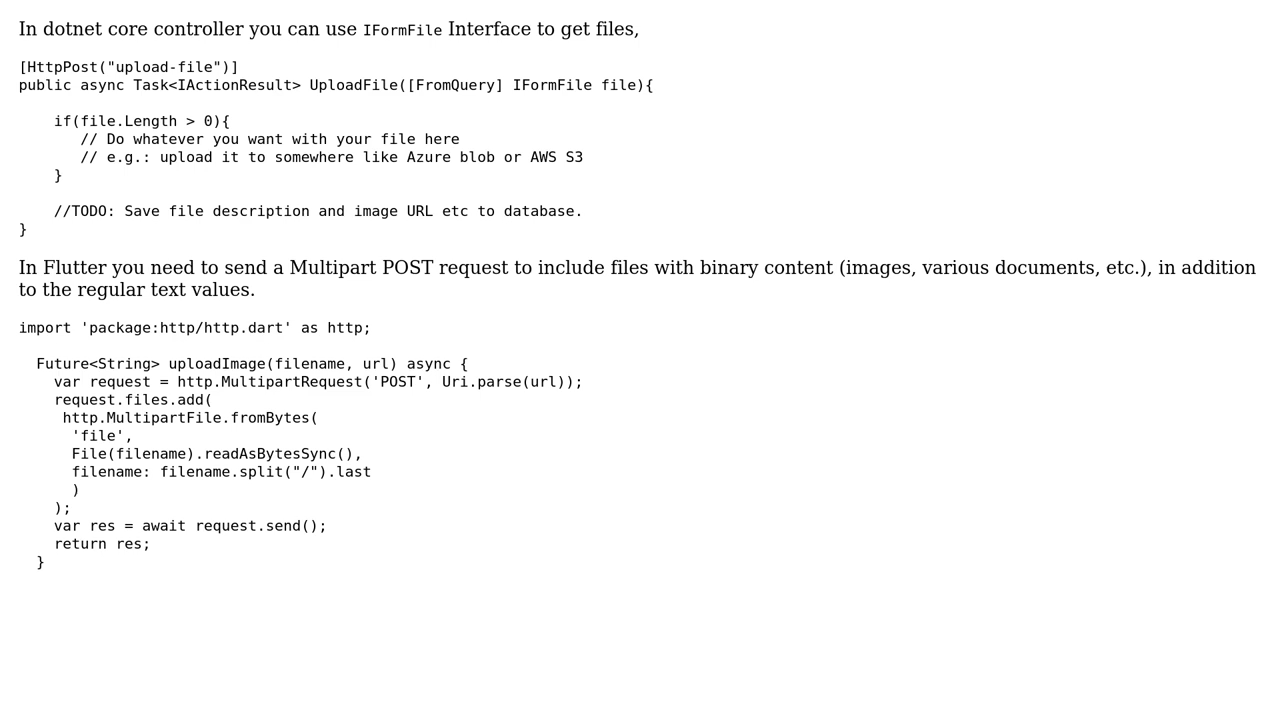 In dotnet core controller you can use IFormFile Interface to get files,
[HttpPost("upload-file")]
public async Task<IActionResult> UploadFile([FromQuery] IFormFile file){
if(file.Length > 0){
// Do whatever you want with your file here
// e.g.: upload it to somewhere like Azure blob or AWS S3
}
//TODO: Save file description and image URL etc to database.
}
In Flutter you need to send a Multipart POST request to include files with binary content (images, various documents, etc.), in addition
to the regular text values.
import 'package:http/http.dart' as http;
Future<String> uploadImage(filename, url) async {
var request = http.MultipartRequest('POST', Uri.parse(url));
request.files.add(
http.MultipartFile.fromBytes(
'file',
File(filename).readAsBytesSync(),
filename: filename.split("/").last
)
);
var res = await request.send();
return res;
}